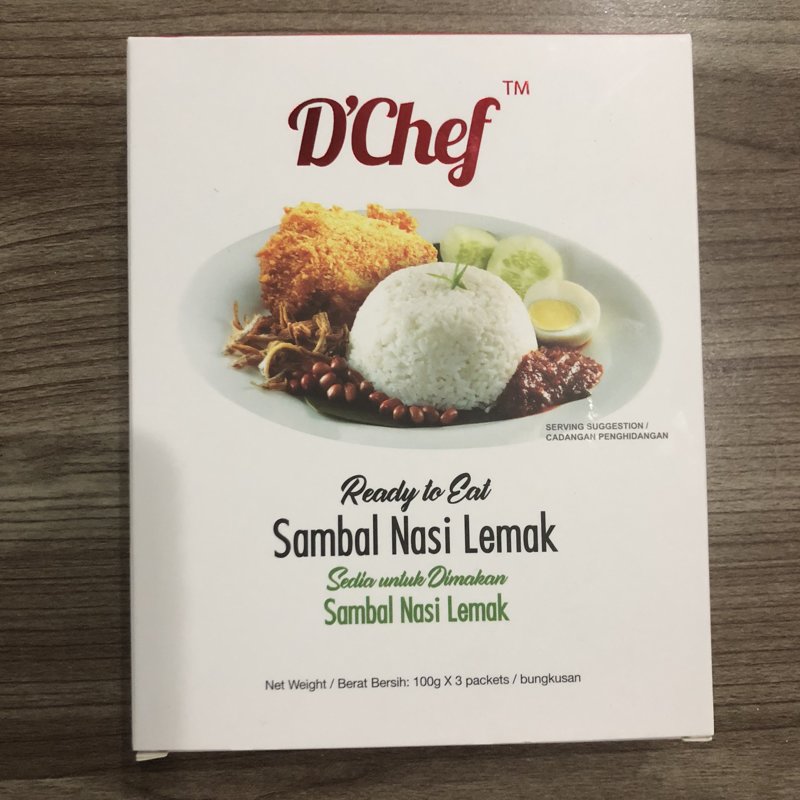 D'Chef™
SERVING SUGGESTION /
CADANGAN PENGHIDANGAN
Ready to Eat
Sambal Nasi Lemak
Sedia untuk Dimakan
Sambal Nasi Lemak
Net Weight / Berat Bersih: 100g X 3 packets / bungkusan